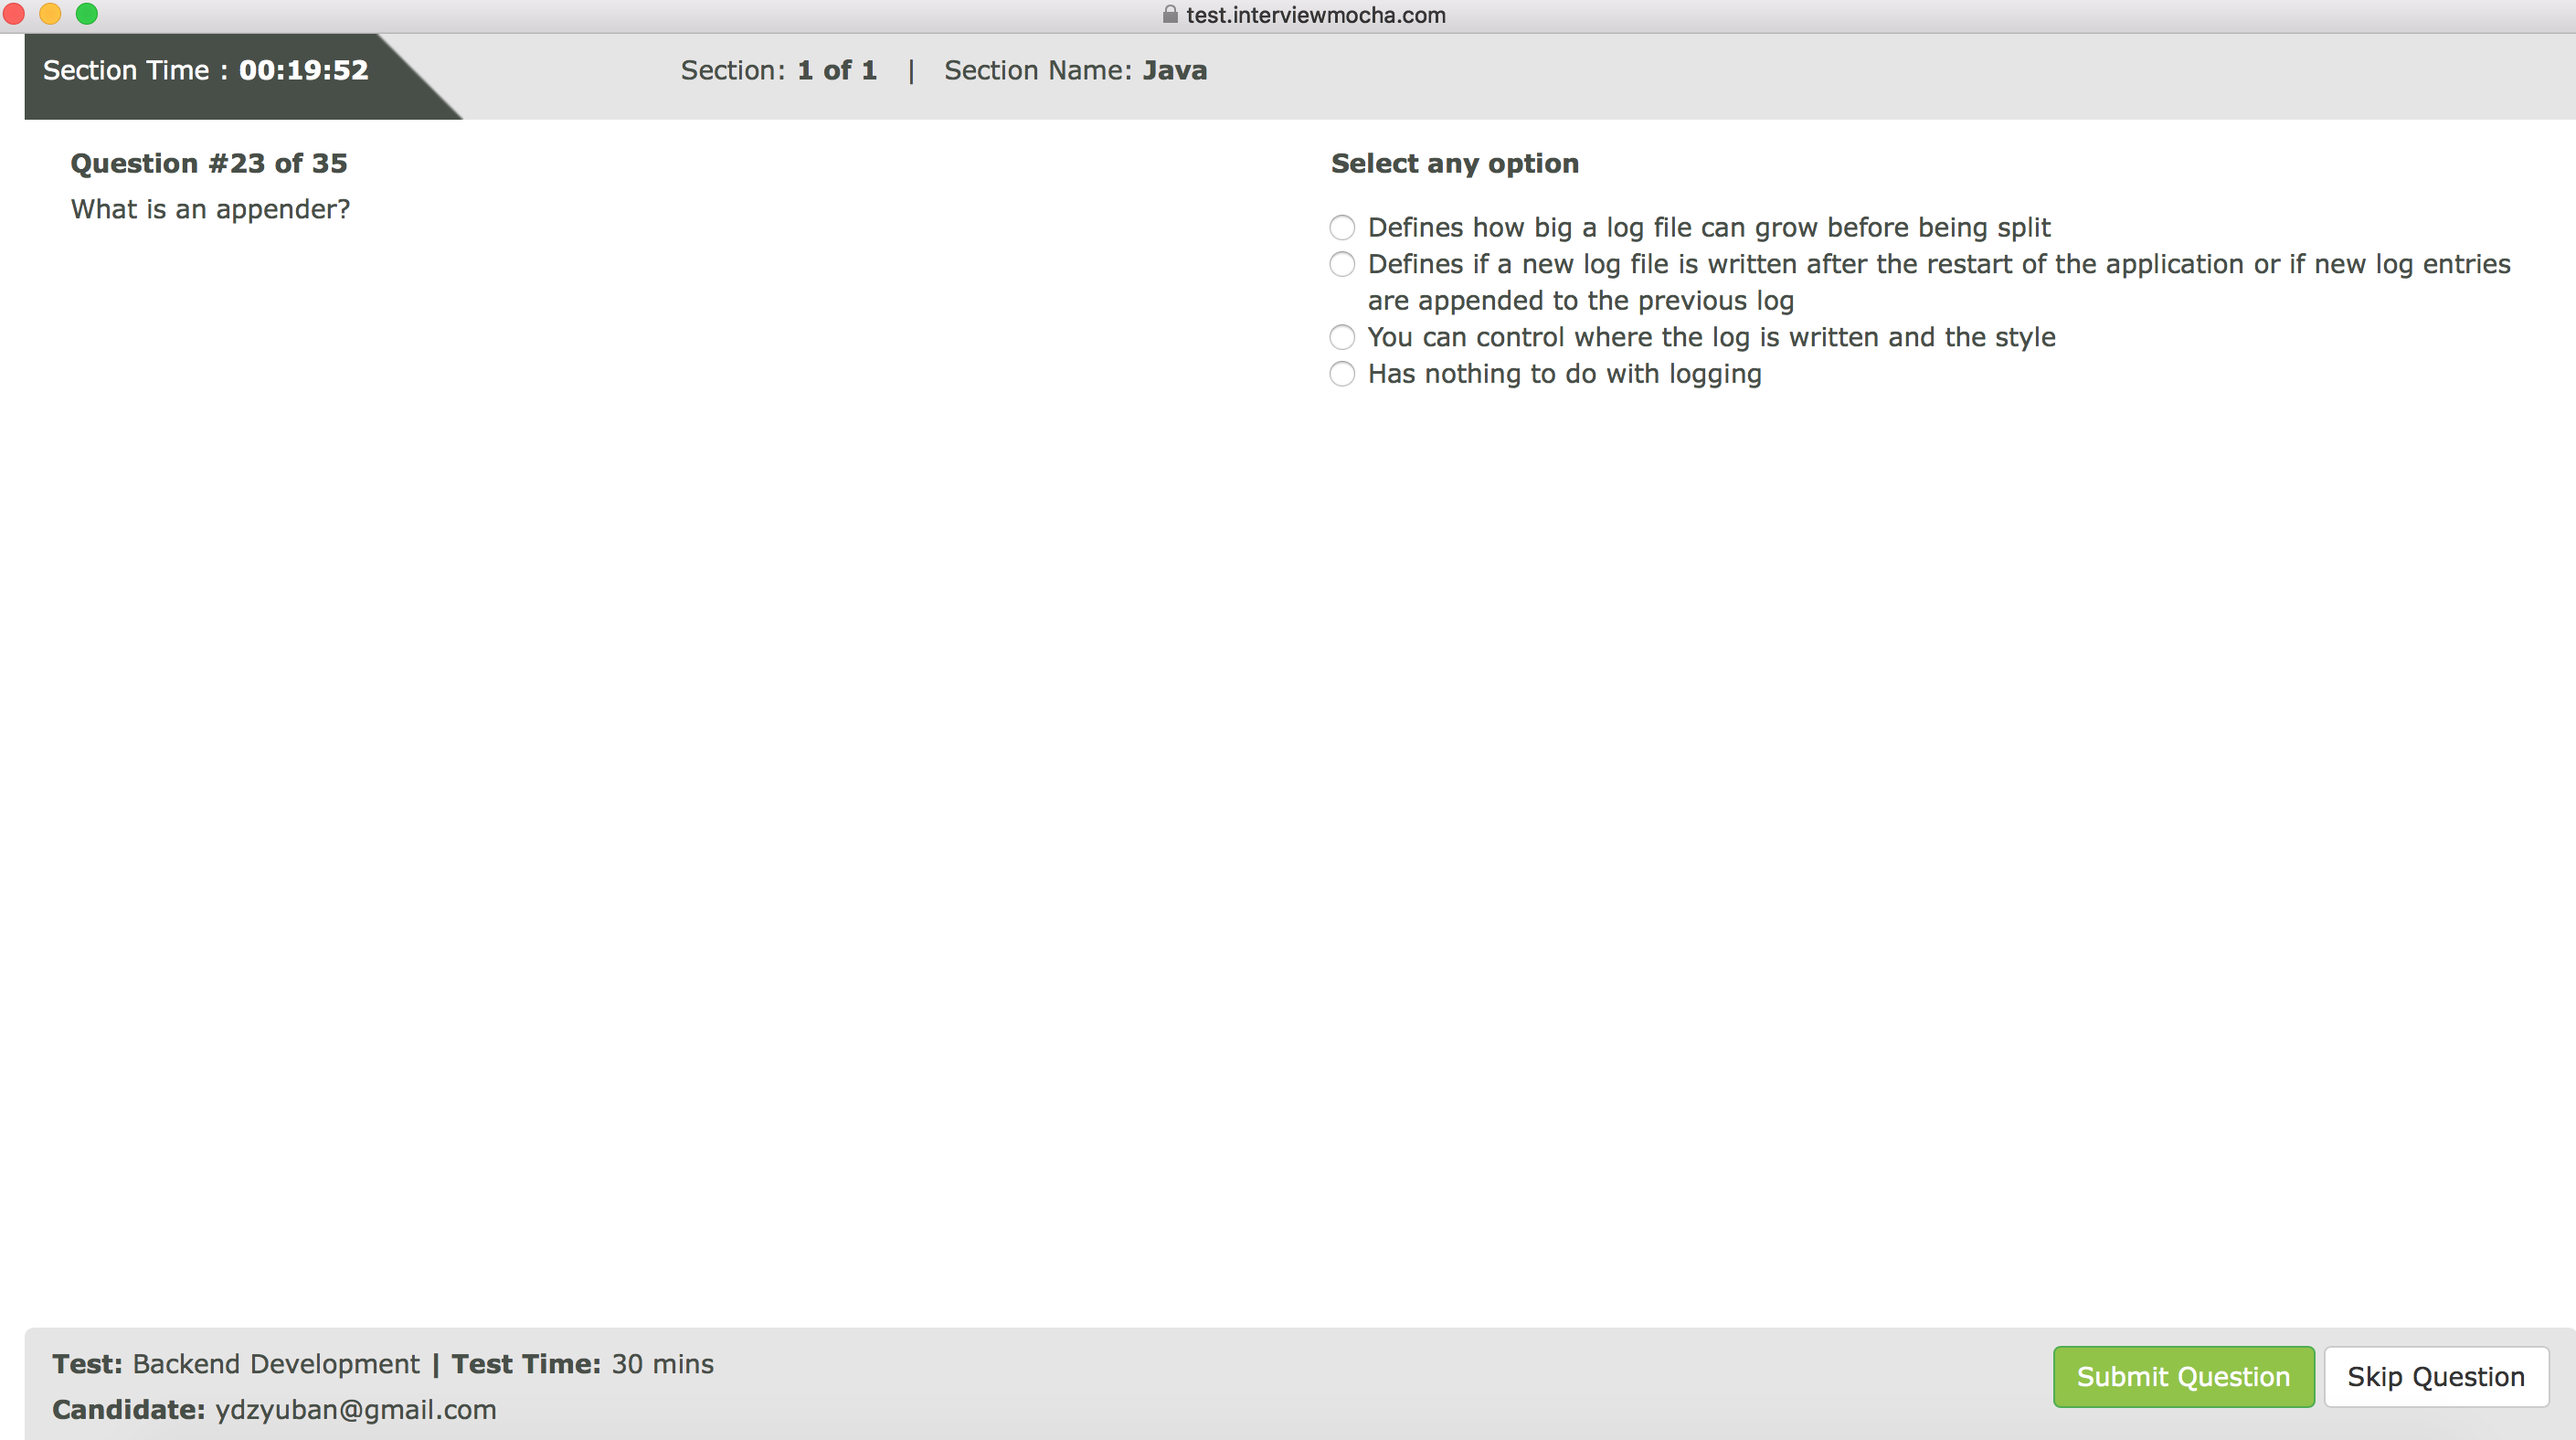 test.interviewmocha.com
Section Time : 00:19:52
Section: 1 of 1 | Section Name: Java
Question #23 of 35
What is an appender?
Select any option
Defines how big a log file can grow before being split
Defines if a new log file is written after the restart of the application or if new log entries
are appended to the previous log
You can control where the log is written and the style
Has nothing to do with logging
Test: Backend Development | Test Time: 30 mins
Candidate: ydzyuban@gmail.com
Submit Question
Skip Question